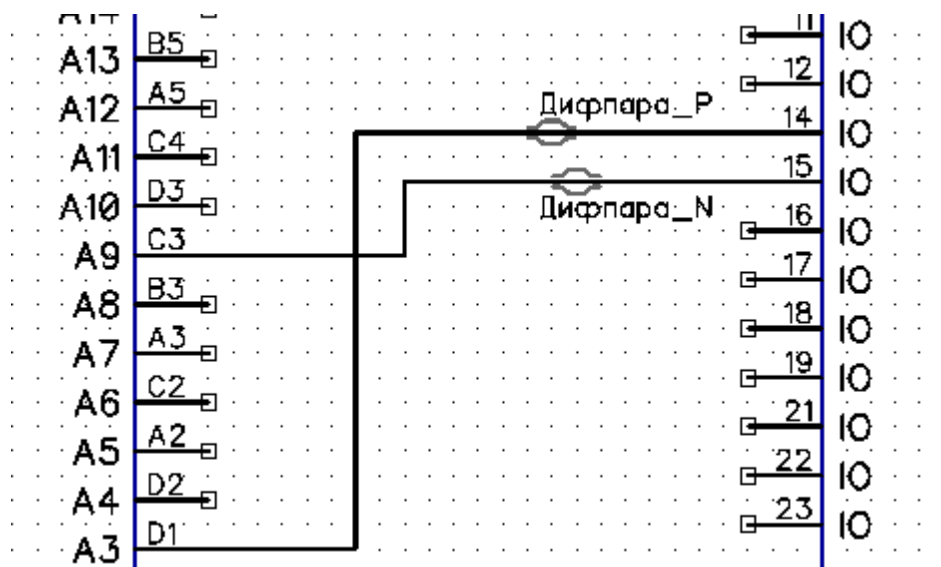 A14
11 IO
A13 B5
12 IO
A12 A5
Дифпара_P
14 IO
A11 C4
15 IO
A10 D3
Дифпара_N
16 IO
A9 C3
17 IO
A8 B3
18 IO
A7 A3
19 IO
A6 C2
21 IO
A5 A2
22 IO
A4 D2
23 IO
A3 D1